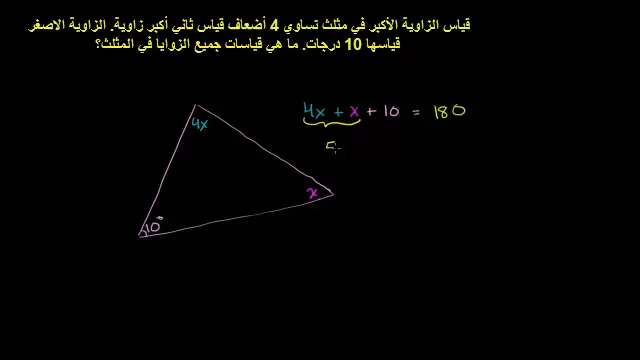 قياس الزاوية الأكبر في مثلث تساوي 4 أضعاف قياس ثاني أكبر زاوية. الزاوية الاصغر
قياسها 10 درجات. ما هي قياسات جميع الزوايا في المثلث؟
4x + x + 10 = 180
4x
5
x
10°